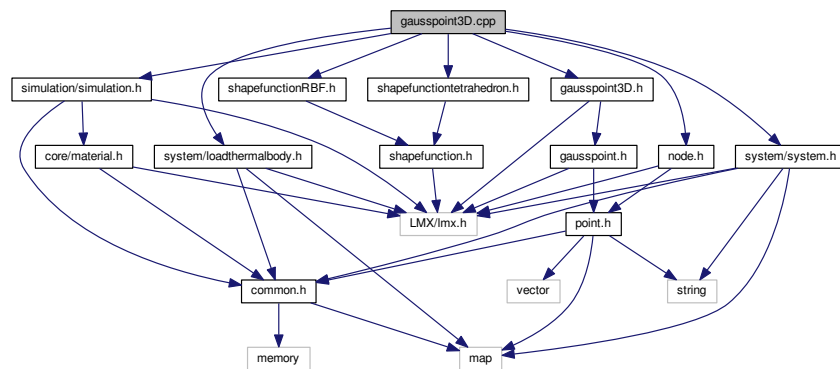 gausspoint3D.cpp
simulation/simulation.h
shapefunctionRBF.h
shapefunctiontetrahedron.h
gausspoint3D.h
core/material.h
system/loadthermalbody.h
shapefunction.h
gausspoint.h
node.h
system/system.h
LMX/lmx.h
point.h
common.h
vector
string
memory
map